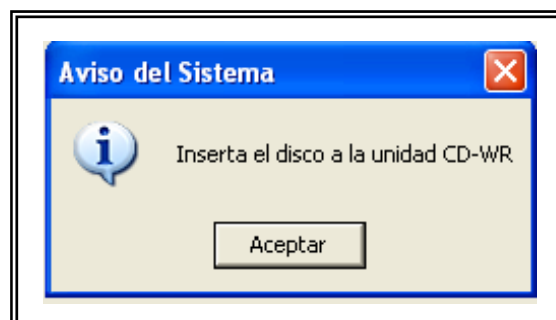 Aviso del Sistema
Inserta el disco a la unidad CD-WR
Aceptar